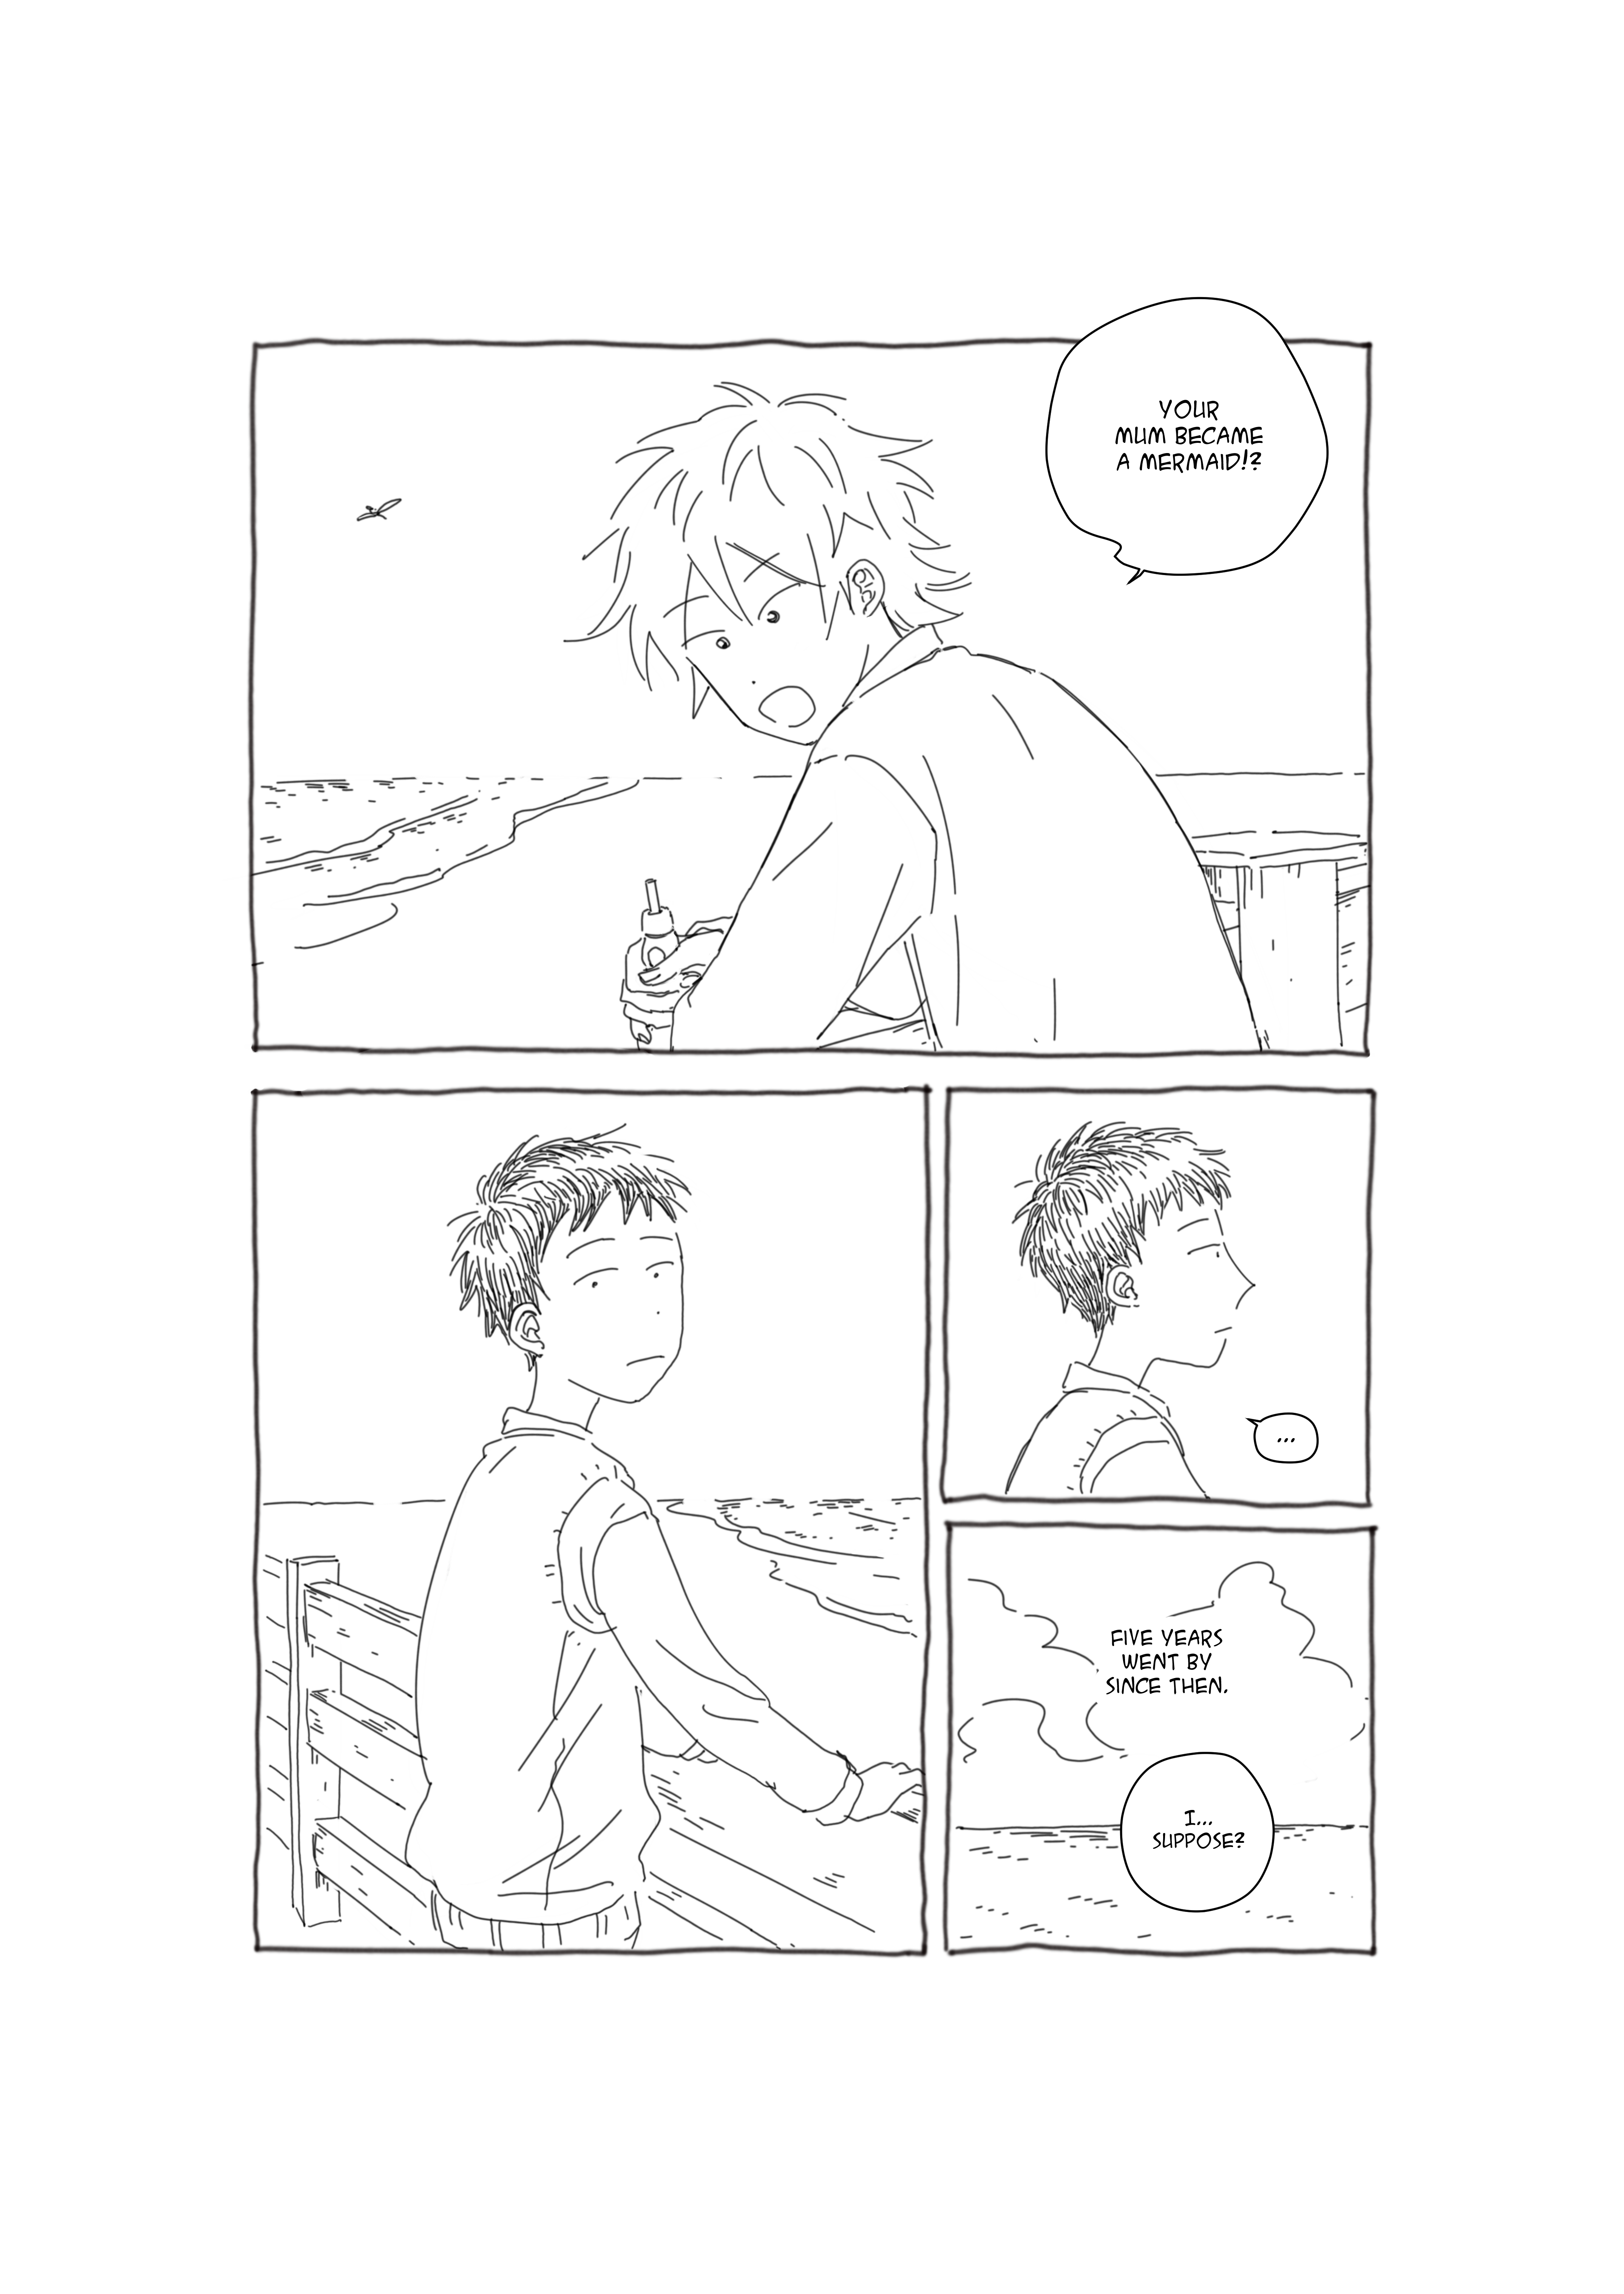 YOUR
MUM BECAME
A MERMAID!?
...
FIVE YEARS
WENT BY
SINCE THEN.
I...
SUPPOSE?